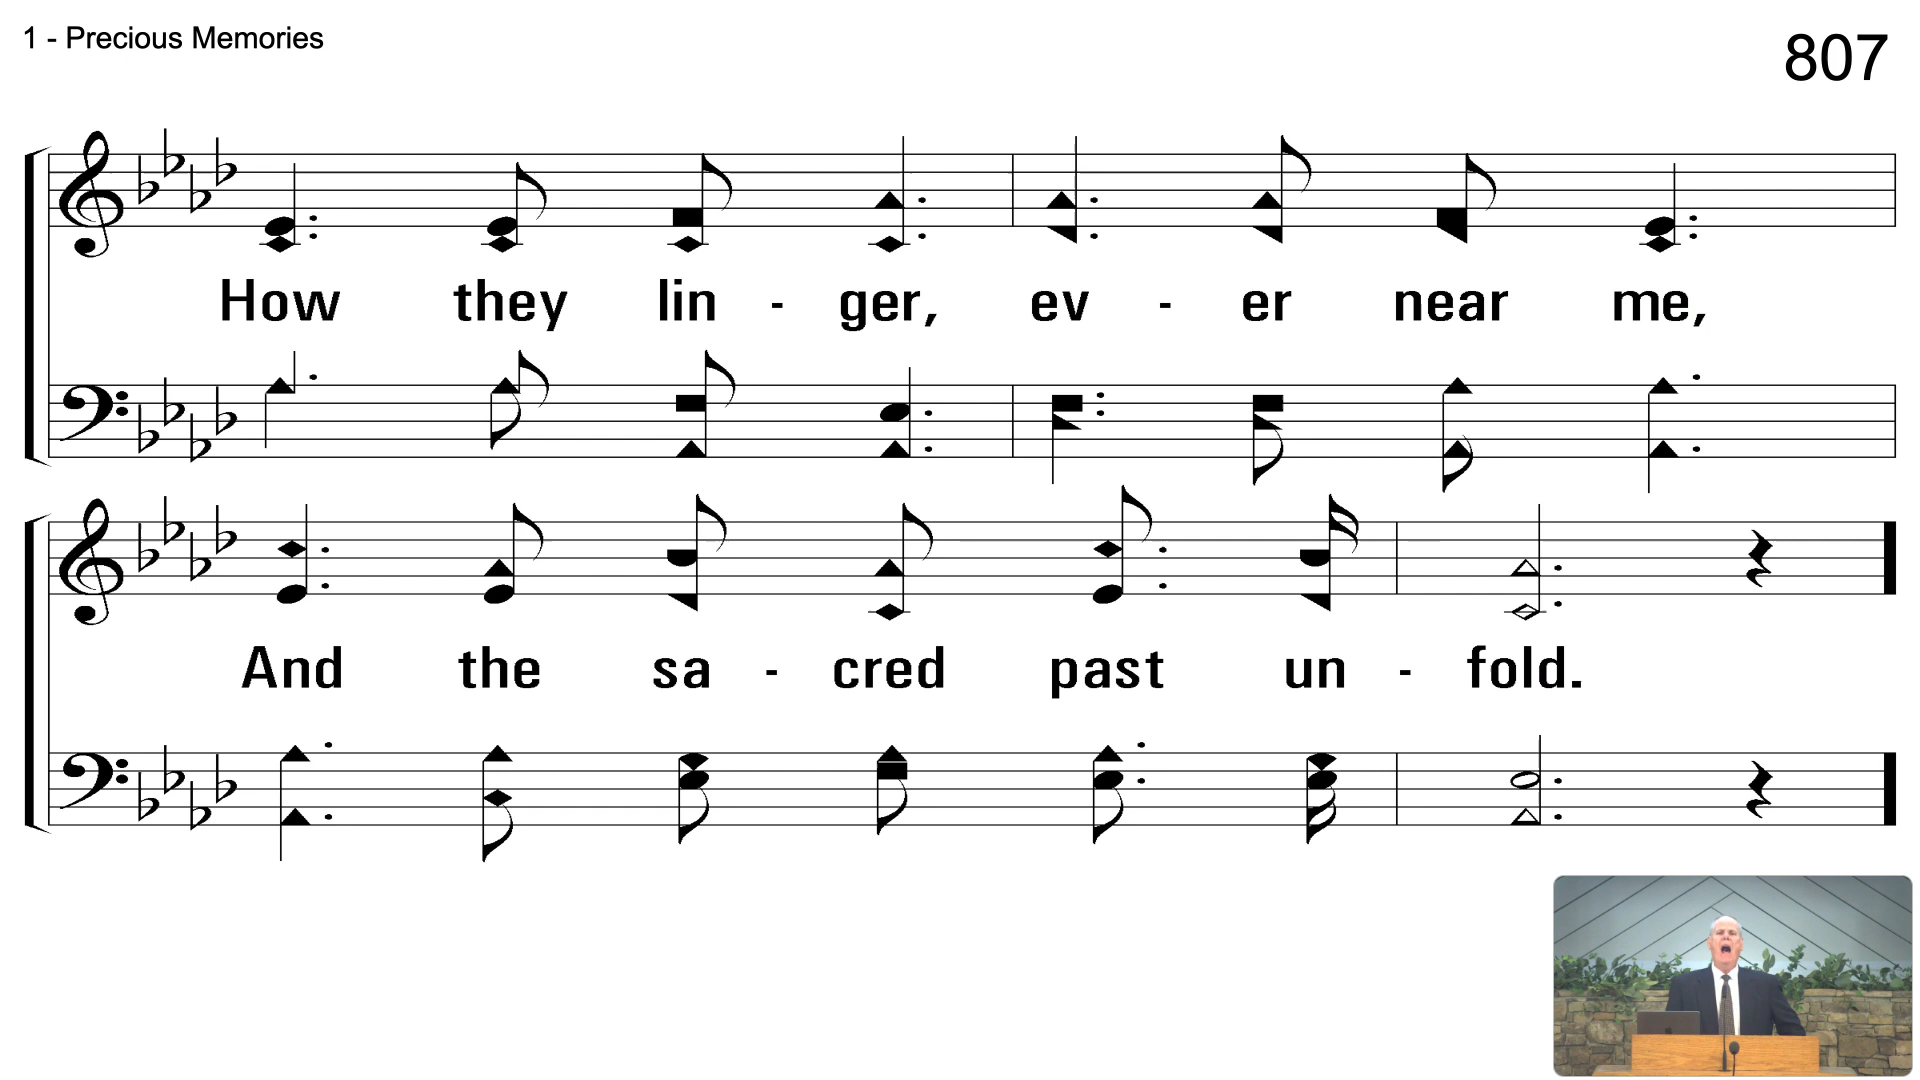 1 - Precious Memories
807
How they lin - ger, ev - er near me,
And the sa - cred past un - fold.